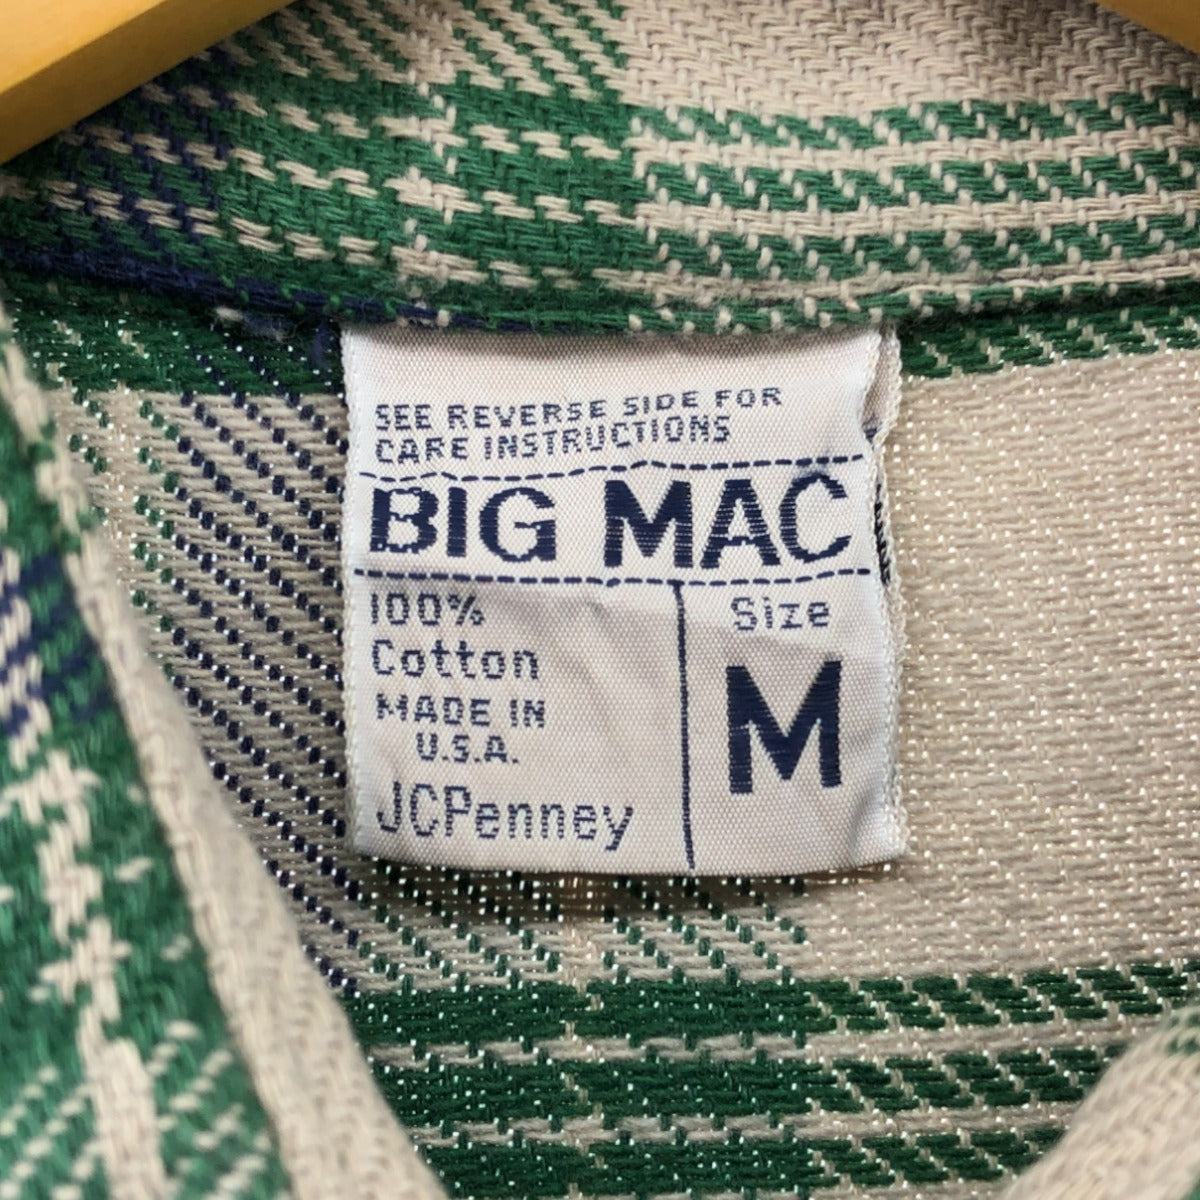 SEE REVERSE SIDE FOR
CARE INSTRUCTIONS
BIG MAC
100%
Cotton
MADE IN
U.S.A.
JCPenney
Size
M